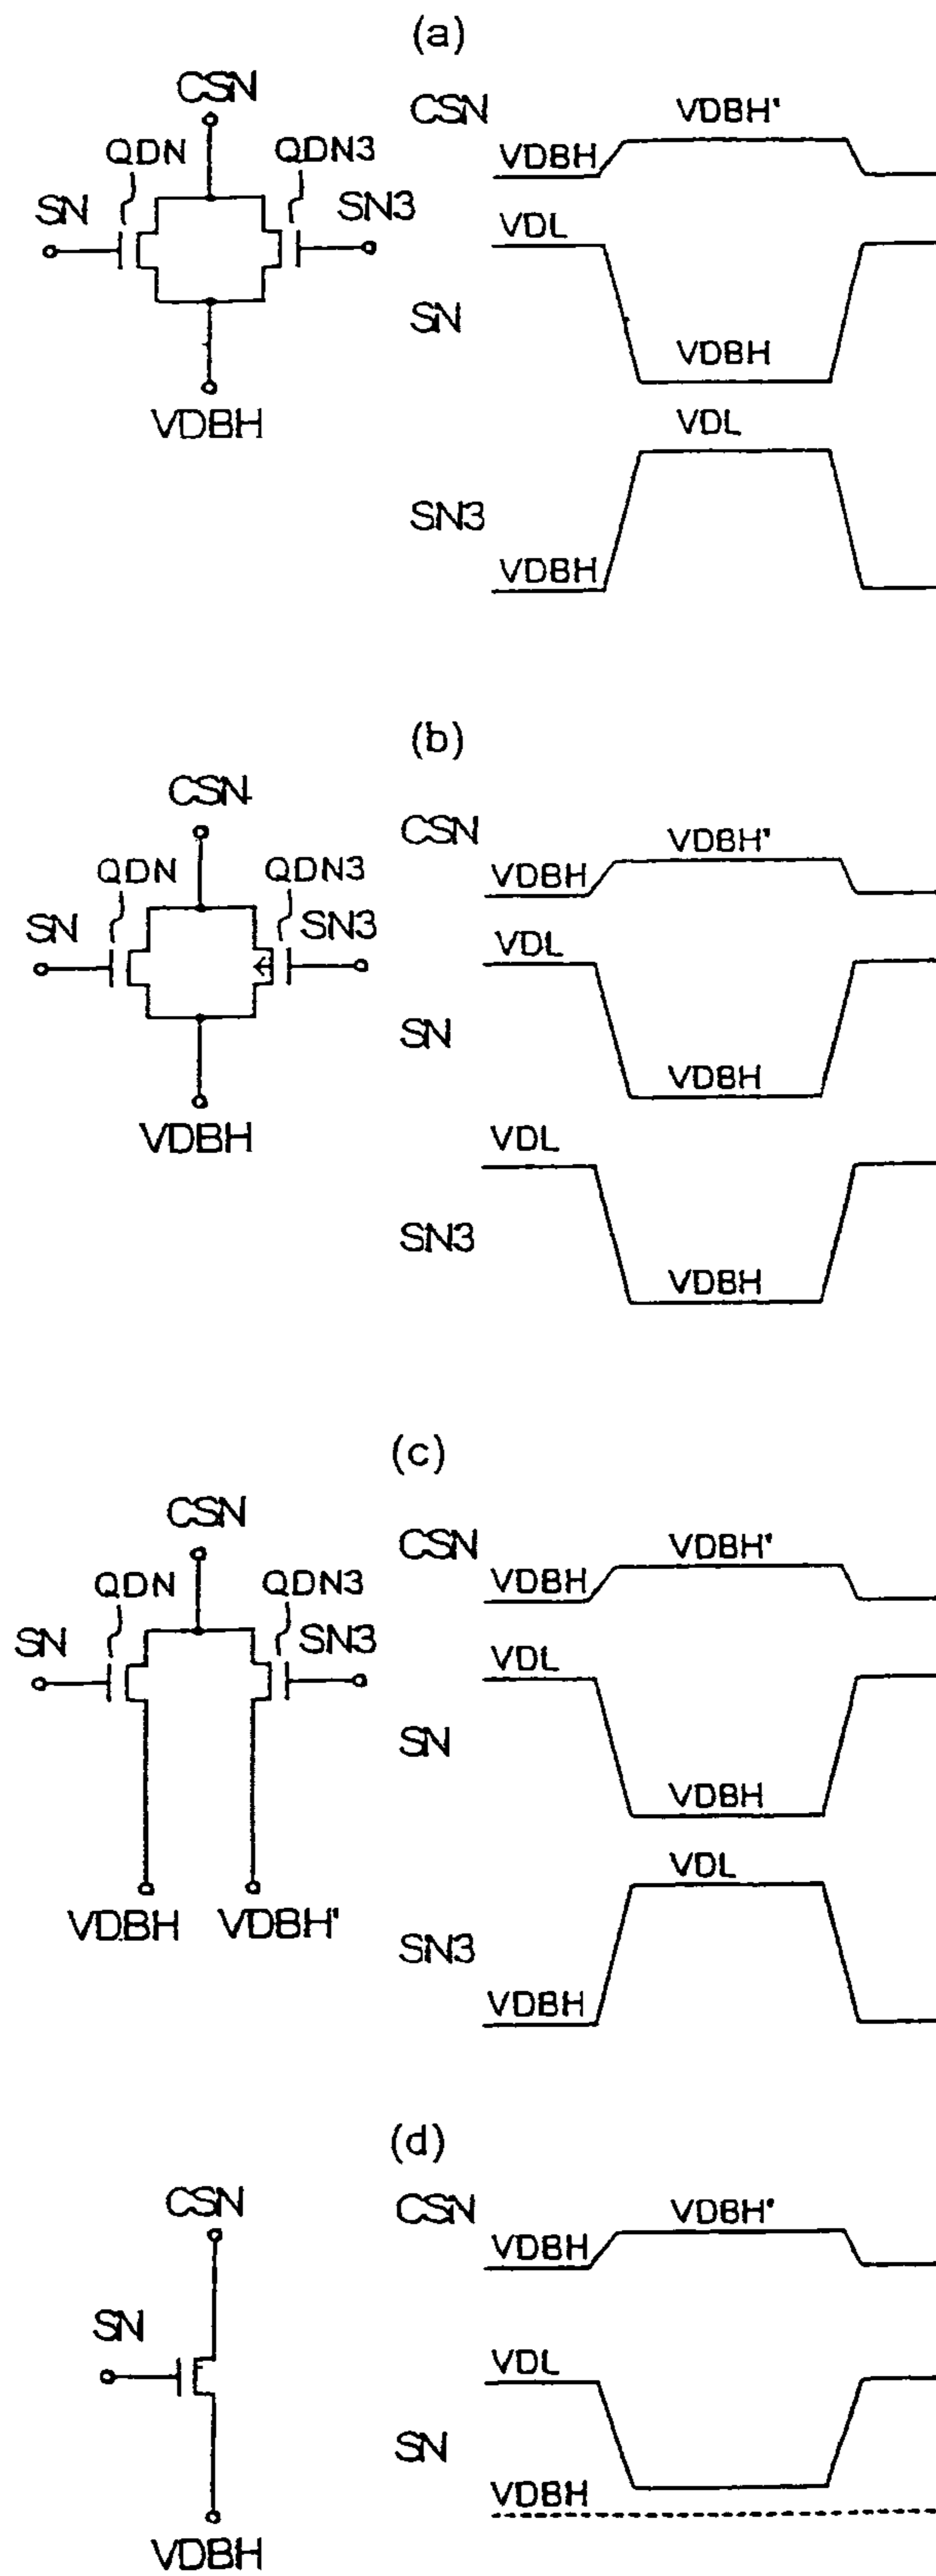 (a)
CSN
QDN
QDN3
SN
SN3
VDBH
CSN
VDBH
VDBH'
SN
VDL
VDBH
SN3
VDBH
VDL
(b)
CSN
QDN
QDN3
SN
SN3
VDBH
CSN
VDBH
VDBH'
SN
VDL
VDBH
SN3
VDL
VDBH
(c)
CSN
QDN
QDN3
SN
SN3
VDBH
VDBH'
CSN
VDBH
VDBH'
SN
VDL
VDBH
SN3
VDBH
VDL
(d)
CSN
SN
VDBH
CSN
VDBH
VDBH'
SN
VDL
VDBH